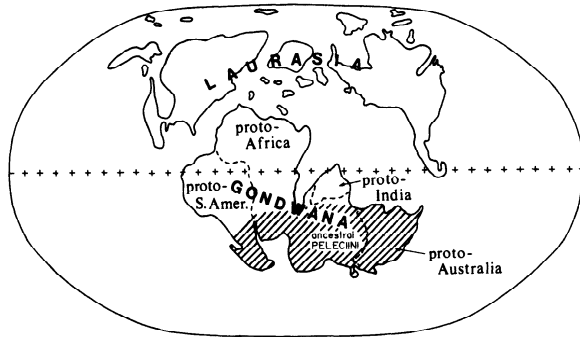 LAURASIA
proto-
Africa
proto-
S.Amer.
GONDWANA
proto-
India
ancestral
PELECIINI
proto-
Australia